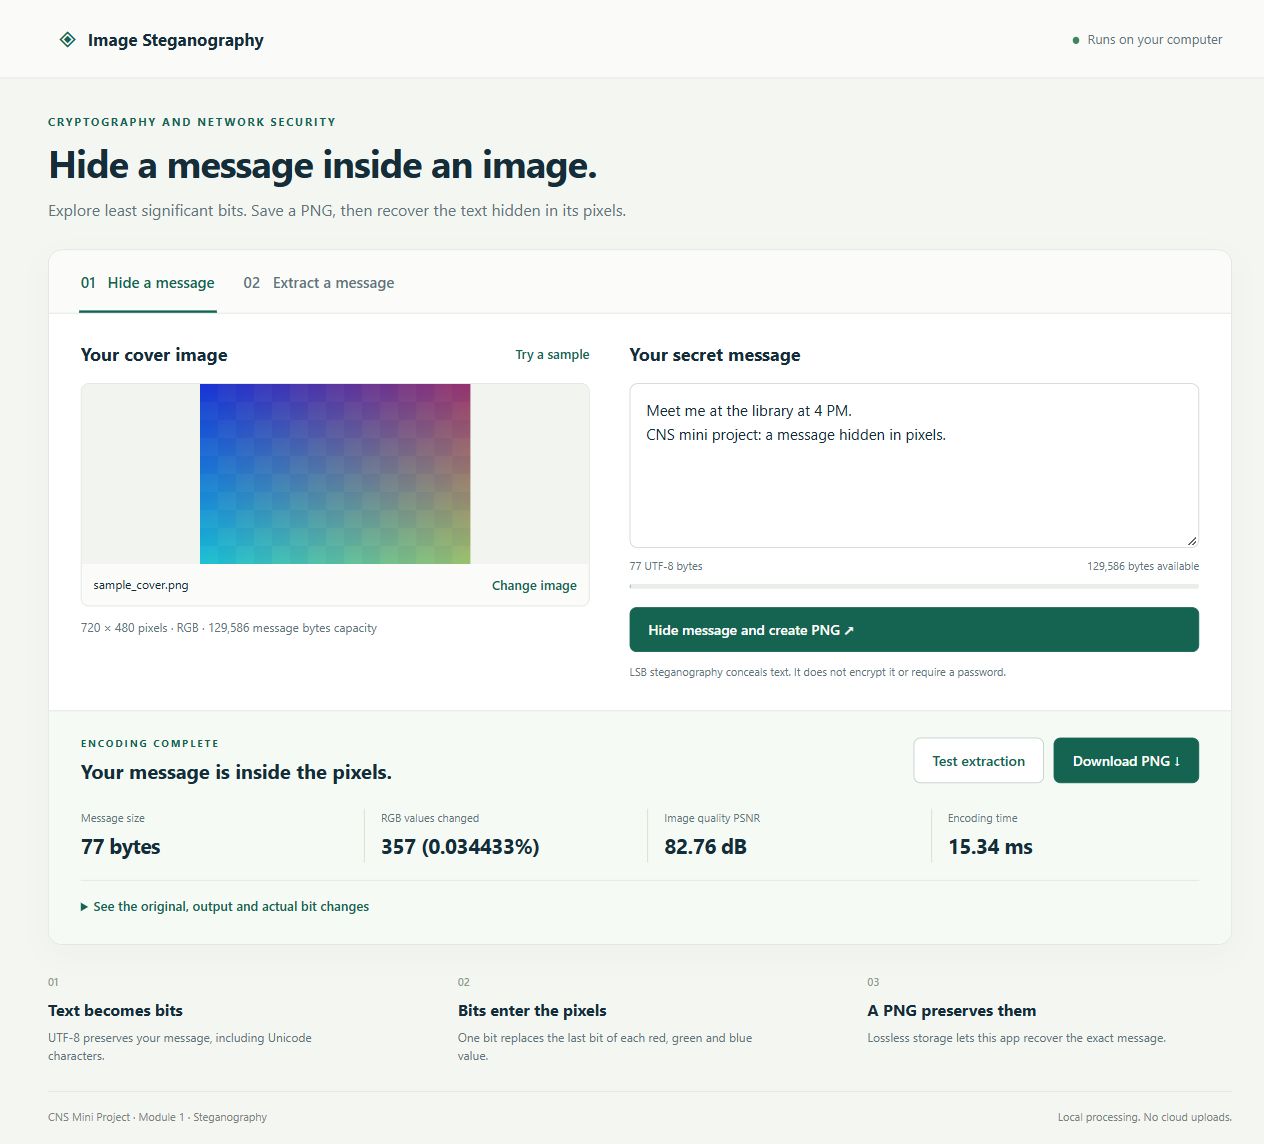 Image Steganography
Runs on your computer
CRYPTOGRAPHY AND NETWORK SECURITY
Hide a message inside an image.
Explore least significant bits. Save a PNG, then recover the text hidden in its pixels.
01 Hide a message
02 Extract a message
Your cover image
Try a sample
sample_cover.png
Change image
720 × 480 pixels · RGB · 129,586 message bytes capacity
Your secret message
Meet me at the library at 4 PM.
CNS mini project: a message hidden in pixels.
77 UTF-8 bytes
129,586 bytes available
Hide message and create PNG ↗
LSB steganography conceals text. It does not encrypt it or require a password.
ENCODING COMPLETE
Your message is inside the pixels.
Test extraction
Download PNG ↓
Message size
77 bytes
RGB values changed
357 (0.034433%)
Image quality PSNR
82.76 dB
Encoding time
15.34 ms
▶ See the original, output and actual bit changes
01
Text becomes bits
UTF-8 preserves your message, including Unicode
characters.
02
Bits enter the pixels
One bit replaces the last bit of each red, green and blue
value.
03
A PNG preserves them
Lossless storage lets this app recover the exact message.
CNS Mini Project · Module 1 · Steganography
Local processing. No cloud uploads.